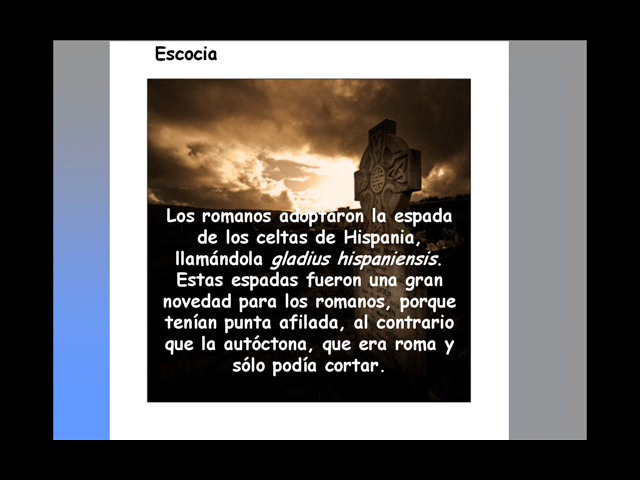 Escocia
Los romanos adoptaron la espada
de los celtas de Hispania,
llamándola gladius hispaniensis.
Estas espadas fueron una gran
novedad para los romanos, porque
tenían punta afilada, al contrario
que la autóctona, que era roma y
sólo podía cortar.